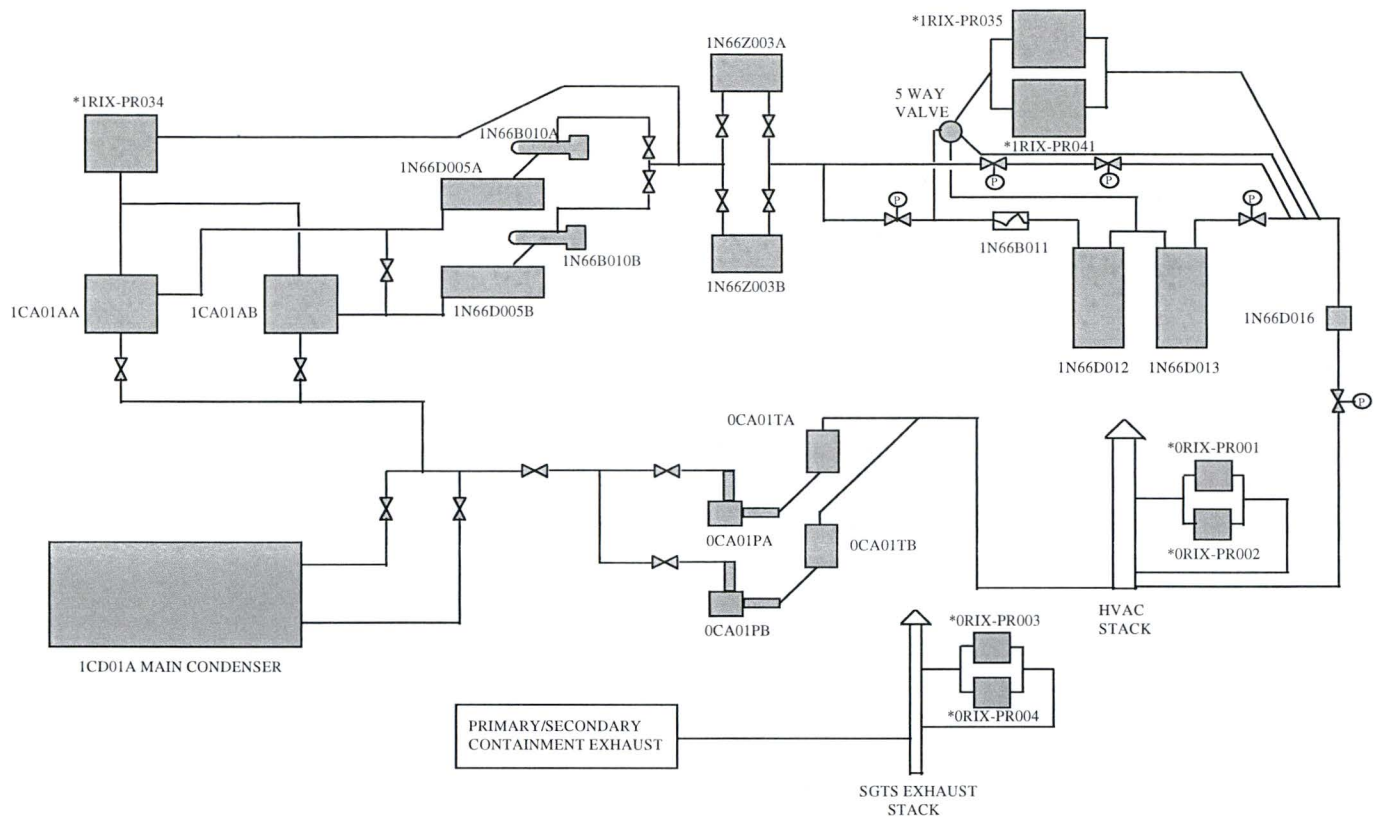 *1RIX-PR035
1N66Z003A
*1RIX-PR034
5 WAY
VALVE
1N66B010A
*1RIX-PR041
1N66D005A
P
P
P
P
1N66B011
1N66B010B
1N66D005B
1N66Z003B
1CA01AA
1CA01AB
1N66D016
1N66D012
1N66D013
P
0CA01TA
*0RIX-PR001
0CA01PA
0CA01TB
*0RIX-PR002
HVAC
STACK
0CA01PB
*0RIX-PR003
1CD01A MAIN CONDENSER
*0RIX-PR004
PRIMARY/SECONDARY
CONTAINMENT EXHAUST
SGTS EXHAUST
STACK